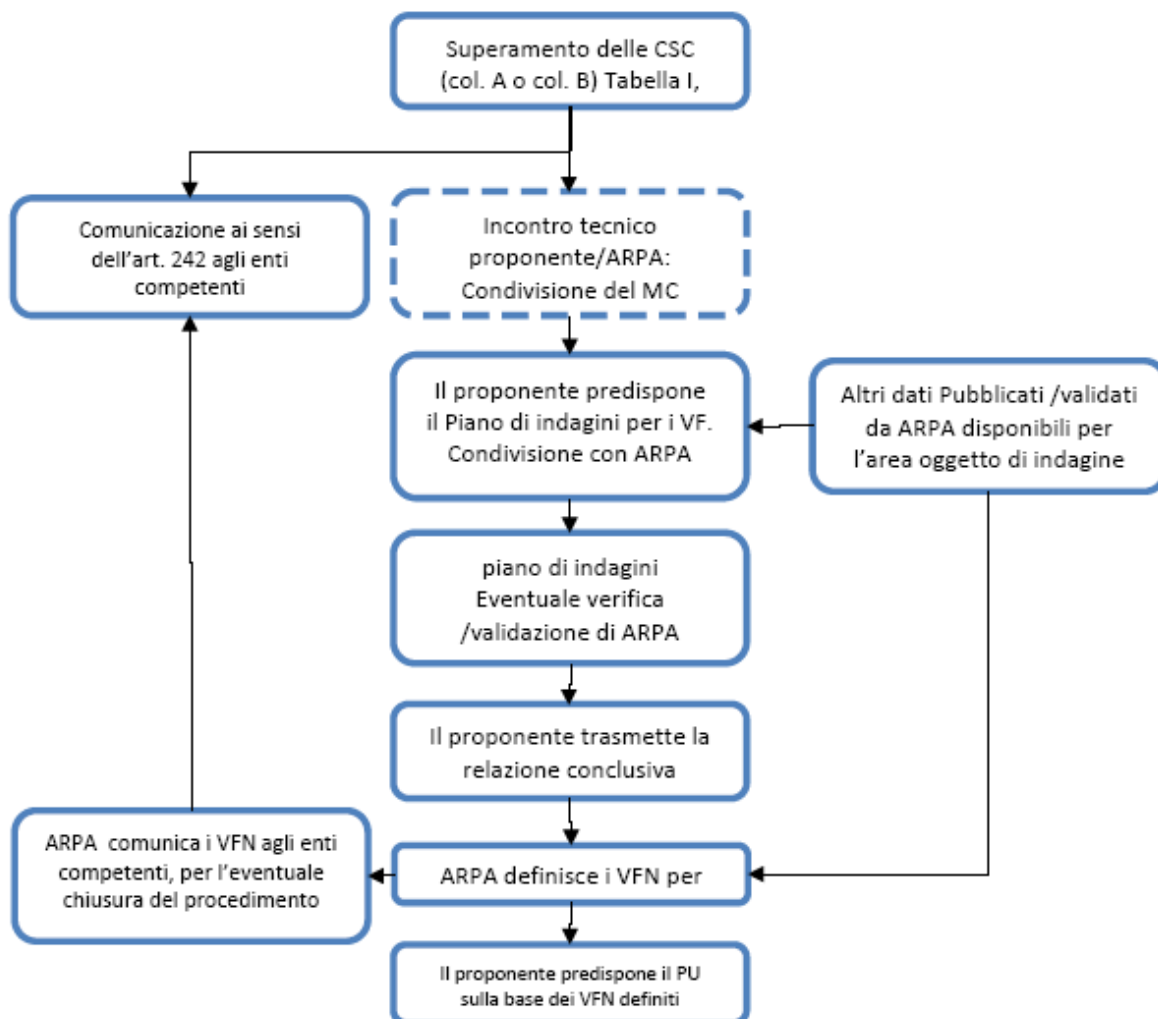 Superamento delle CSC
(col. A o col. B) Tabella I,
Comunicazione ai sensi
dell'art. 242 agli enti
competenti
Incontro tecnico
proponente/ARPA:
Condivisione del MC
Il proponente predispone
il Piano di indagini per i VF.
Condivisione con ARPA
Altri dati Pubblicati /validati
da ARPA disponibili per
l'area oggetto di indagine
piano di indagini
Eventuale verifica
/validazione di ARPA
Il proponente trasmette la
relazione conclusiva
ARPA comunica i VFN agli enti
competenti, per l'eventuale
chiusura del procedimento
ARPA definisce i VFN per
Il proponente predispone il PU
sulla base dei VFN definiti